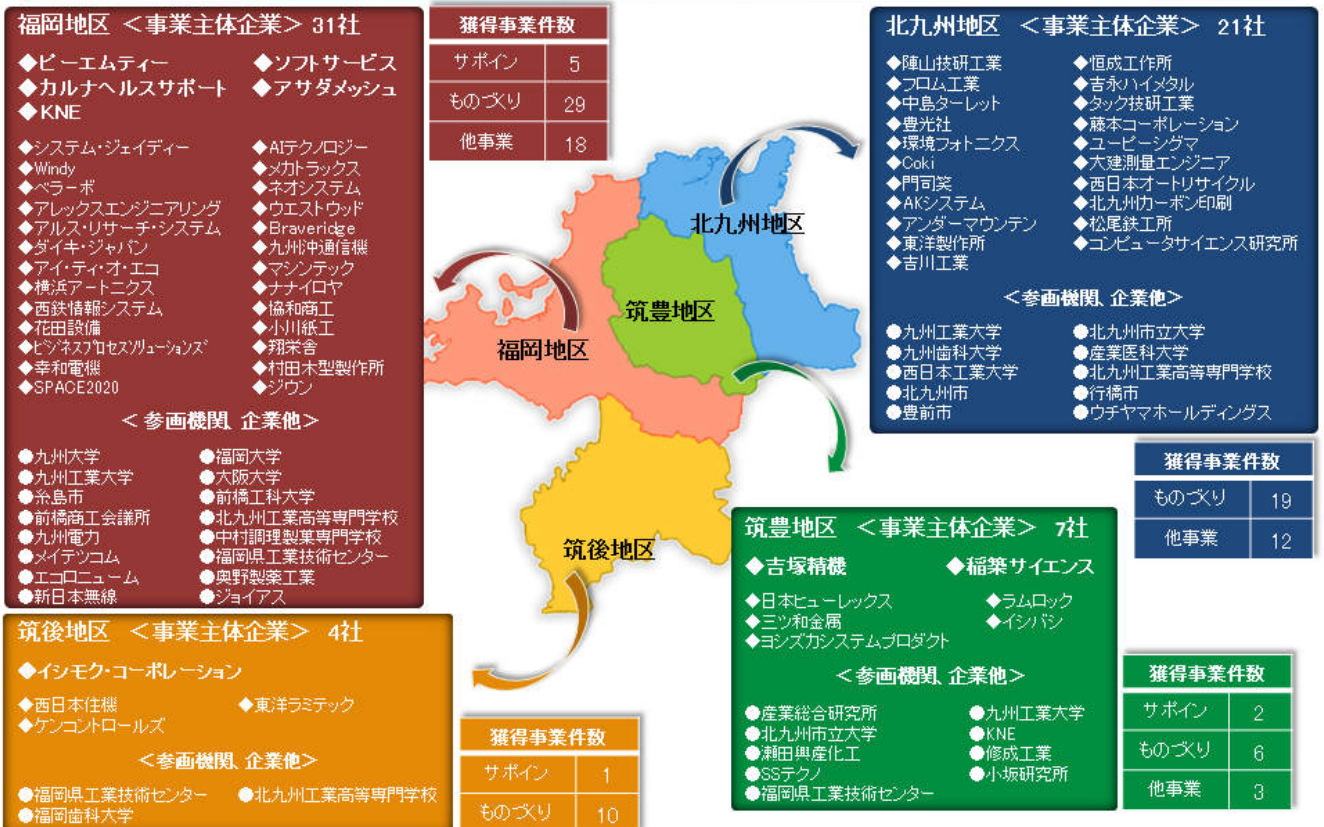 福岡地区 ＜事業主体企業＞ 31社
◆ピーエムティー ◆ソフトサービス
◆カルナヘルスサポート ◆アサダメッシュ
◆KNE
◆システム・ジェイディー ◆AIテクノロジー
◆Windy ◆メカトラックス
◆ベラーボ ◆ネオシステム
◆アレックスエンジニアリング ◆ウエストウッド
◆アルス・リサーチ・システム ◆Braveridge
◆ダイキ・ジャパン ◆九州沖通信機
◆アイ・ティ・オ・エコ ◆マシンテック
◆横浜アートニクス ◆ナナイロヤ
◆西鉄情報システム ◆協和商工
◆花田設備 ◆小川紙工
◆ビジネスプロセスソリューションズ ◆翔栄舎
◆幸和電機 ◆村田木型製作所
◆SPACE2020 ◆ジウン
＜参画機関、企業他＞
●九州大学 ●福岡大学
●九州工業大学 ●大阪大学
●糸島市 ●前橋工科大学
●前橋商工会議所 ●北九州工業高等専門学校
●九州電力 ●中村調理製菓専門学校
●メイテツコム ●福岡県工業技術センター
●エコロニューム ●奥野製薬工業
●新日本無線 ●ジョイアス
獲得事業件数
サポイン 5
ものづくり 29
他事業 18
北九州地区 ＜事業主体企業＞ 21社
◆陣山技研工業 ◆恒成工作所
◆フロム工業 ◆吉永ハイメタル
◆中島ターレット ◆タック技研工業
◆豊光社 ◆藤本コーポレーション
◆環境フォトニクス ◆ユーピーシグマ
◆Coki ◆大建測量エンジニア
◆門司笑 ◆西日本オートリサイクル
◆AKシステム ◆北九州カーボン印刷
◆アンダーマウンテン ◆松尾鉄工所
◆東洋製作所 ◆コンピュータサイエンス研究所
◆吉川工業
＜参画機関、企業他＞
●九州工業大学 ●北九州市立大学
●九州歯科大学 ●産業医科大学
●西日本工業大学 ●北九州工業高等専門学校
●北九州市 ●行橋市
●豊前市 ●ウチヤマホールディングス
獲得事業件数
ものづくり 19
他事業 12
北九州地区
筑豊地区
福岡地区
筑後地区
筑後地区 ＜事業主体企業＞ 4社
◆イシモク・コーポレーション
◆西日本住機 ◆東洋ラミテック
◆ケンコントロールズ
＜参画機関、企業他＞
●福岡県工業技術センター ●北九州工業高等専門学校
●福岡歯科大学
獲得事業件数
サポイン 1
ものづくり 10
筑豊地区 ＜事業主体企業＞ 7社
◆吉塚精機 ◆稲築サイエンス
◆日本ヒューレックス ◆ラムロック
◆三ツ和金属 ◆イシバシ
◆ヨシズカシステムプロダクト
＜参画機関、企業他＞
●産業総合研究所 ●九州工業大学
●北九州市立大学 ●KNE
●瀬田興産化工 ●修成工業
●SSテクノ ●小坂研究所
●福岡県工業技術センター
獲得事業件数
サポイン 2
ものづくり 6
他事業 3